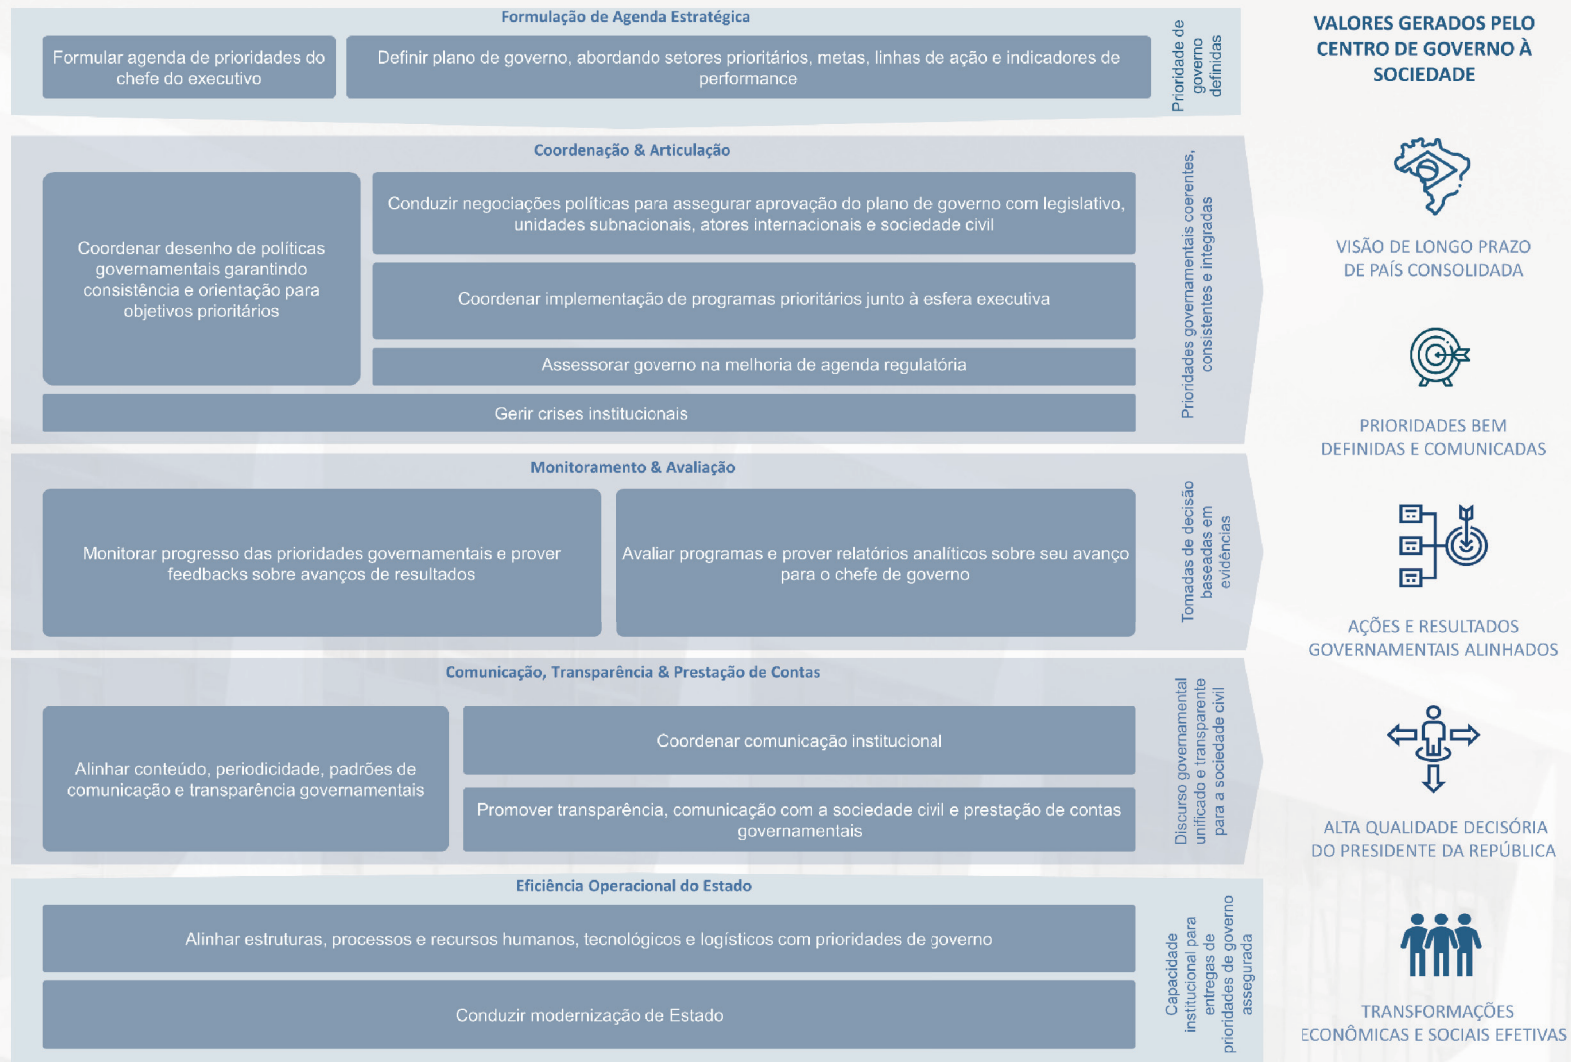 Formulação de Agenda Estratégica
Formular agenda de prioridades do
chefe do executivo
Definir plano de governo, abordando setores prioritários, metas, linhas de ação e indicadores de
performance
Prioridade de
governo
definidas
Coordenação & Articulação
Coordenar desenho de políticas
governamentais garantindo
consistência e orientação para
objetivos prioritários
Conduzir negociações políticas para assegurar aprovação do plano de governo com legislativo,
unidades subnacionais, atores internacionais e sociedade civil
Coordenar implementação de programas prioritários junto à esfera executiva
Assessorar governo na melhoria de agenda regulatória
Gerir crises institucionais
Prioridades governamentais coerentes,
consistentes e integradas
Monitoramento & Avaliação
Monitorar progresso das prioridades governamentais e prover
feedbacks sobre avanços de resultados
Avaliar programas e prover relatórios analíticos sobre seu avanço
para o chefe de governo
Tomadas de decisão
baseadas em
evidências
Comunicação, Transparência & Prestação de Contas
Alinhar conteúdo, periodicidade, padrões de
comunicação e transparência governamentais
Coordenar comunicação institucional
Promover transparência, comunicação com a sociedade civil e prestação de contas
governamentais
Discurso governamental
unificado e transparente
para a sociedade civil
Eficiência Operacional do Estado
Alinhar estruturas, processos e recursos humanos, tecnológicos e logísticos com prioridades de governo
Conduzir modernização de Estado
Capacidade
institucional para
entregas de
prioridades de governo
assegurada
VALORES GERADOS PELO
CENTRO DE GOVERNO À
SOCIEDADE
VISÃO DE LONGO PRAZO
DE PAÍS CONSOLIDADA
PRIORIDADES BEM
DEFINIDAS E COMUNICADAS
AÇÕES E RESULTADOS
GOVERNAMENTAIS ALINHADOS
ALTA QUALIDADE DECISÓRIA
DO PRESIDENTE DA REPÚBLICA
TRANSFORMAÇÕES
ECONÔMICAS E SOCIAIS EFETIVAS